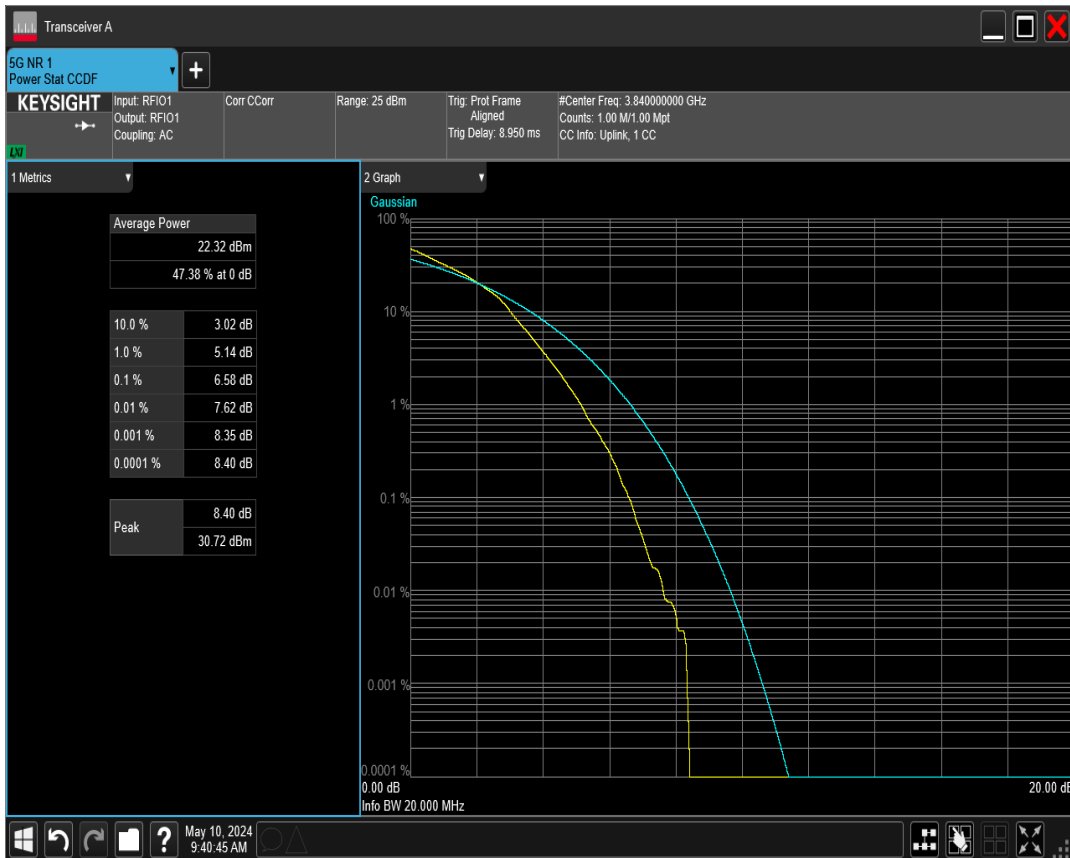 Transceiver A
5G NR 1
Power Stat CCDF
KEYSIGHT
LXI
Input: RFIO1
Output: RFIO1
Coupling: AC
Corr CCorr
Range: 25 dBm
Trig: Prot Frame
Aligned
Trig Delay: 8.950 ms
#Center Freq: 3.840000000 GHz
Counts: 1.00 M/1.00 Mpt
CC Info: Uplink, 1 CC
1 Metrics
Average Power
22.32 dBm
47.38 % at 0 dB
10.0 % 3.02 dB
1.0 % 5.14 dB
0.1 % 6.58 dB
0.01 % 7.62 dB
0.001 % 8.35 dB
0.0001 % 8.40 dB
Peak 8.40 dB
30.72 dBm
2 Graph
Gaussian
100 %
10 %
1 %
0.1 %
0.01 %
0.001 %
0.0001 %
0.00 dB 20.00 dB
Info BW 20.000 MHz
May 10, 2024
9:40:45 AM